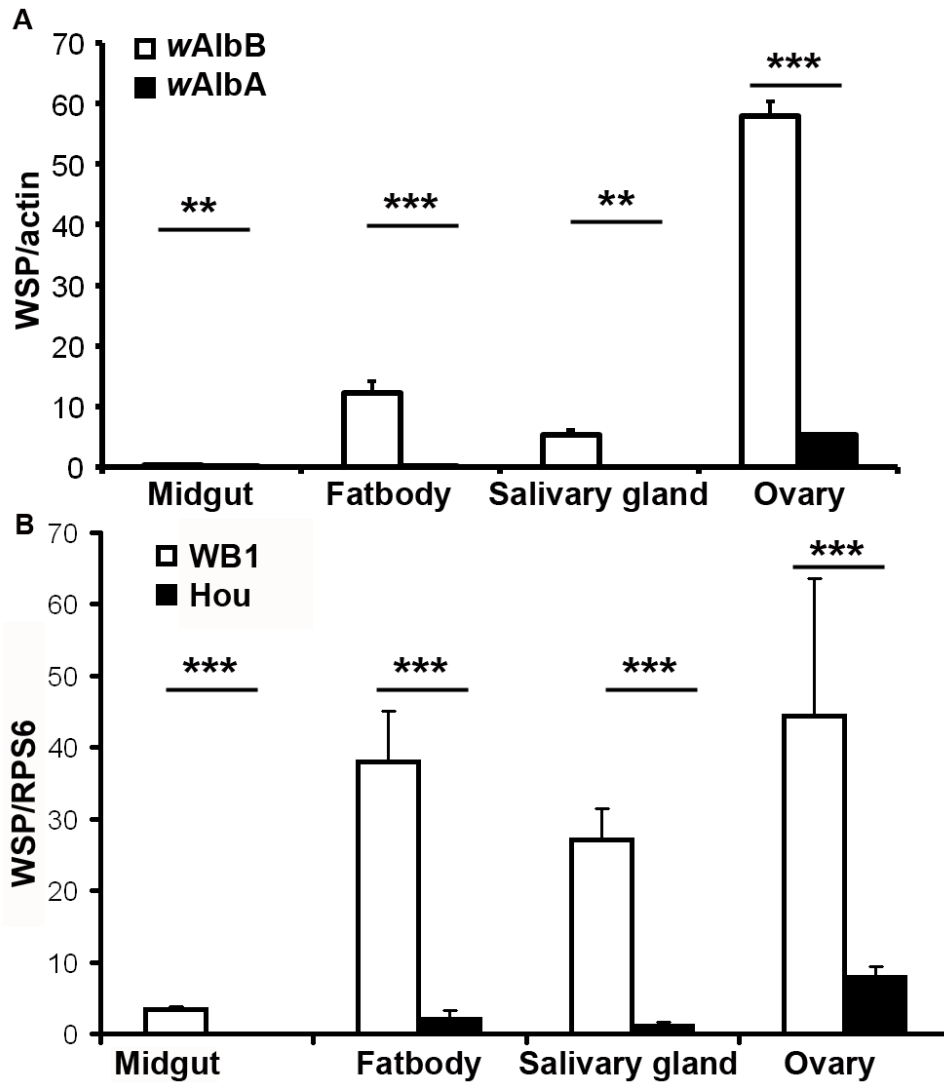 A
70
60
50
40
30
20
10
0
WSP/actin
wAlbB
wAlbA
**
***
**
***
Midgut Fatbody Salivary gland Ovary
B
70
60
50
40
30
20
10
0
WSP/RPS6
WB1
Hou
***
***
***
***
Midgut Fatbody Salivary gland Ovary